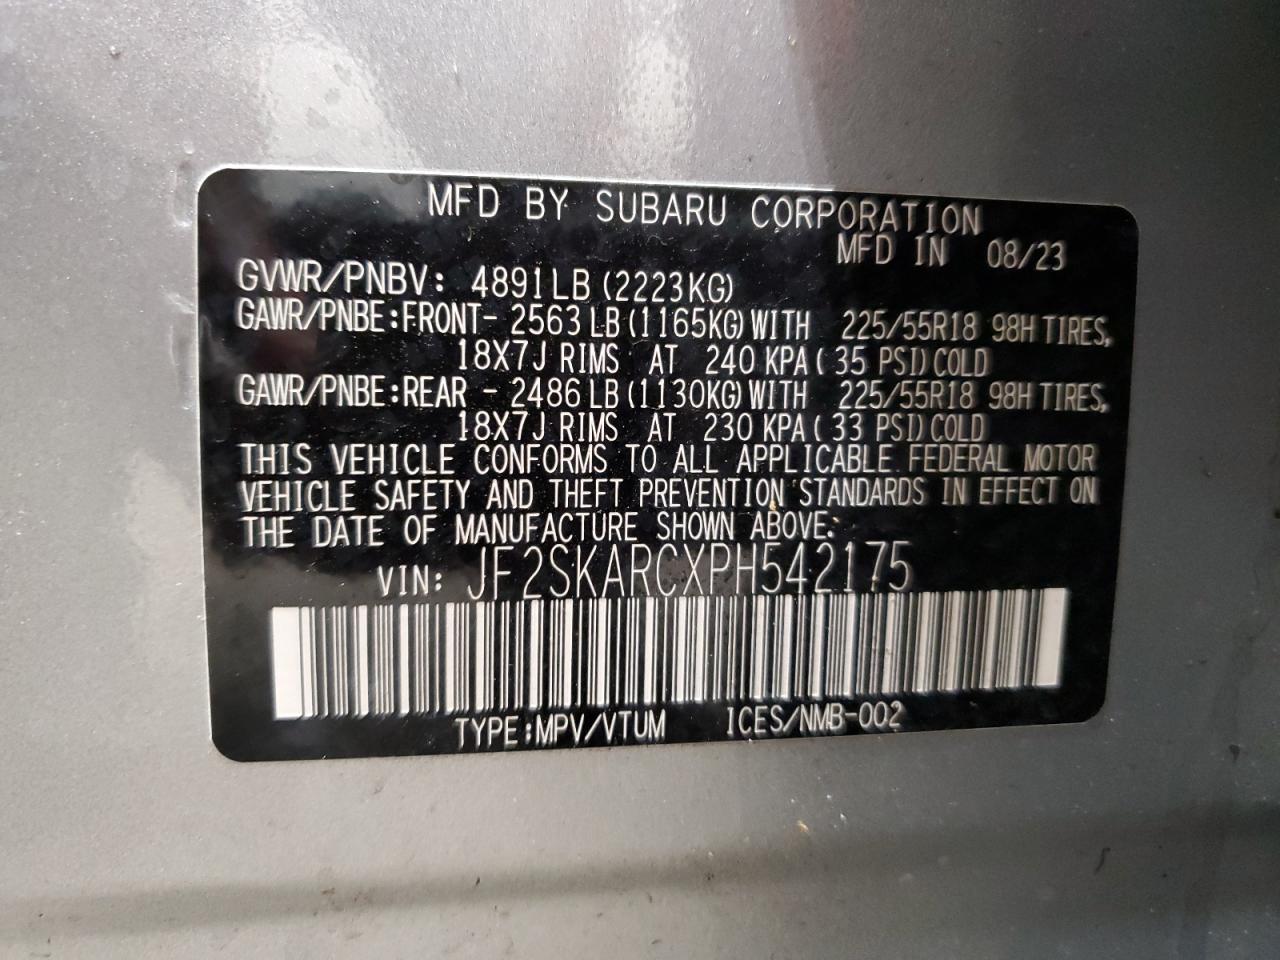 MFD BY SUBARU CORPORATION
MFD IN 08/23
GVWR/PNBV: 4891LB (2223KG)
GAWR/PNBE:FRONT- 2563LB(1165KG)WITH 225/55R18 98H TIRES,
18X7J RIMS AT 240 KPA( 35 PSI)COLD
GAWR/PNBE:REAR - 2486LB(1130KG)WITH 225/55R18 98H TIRES,
18X7J RIMS AT 230 KPA( 33 PSI)COLD
THIS VEHICLE CONFORMS TO ALL APPLICABLE FEDERAL MOTOR
VEHICLE SAFETY AND THEFT PREVENTION STANDARDS IN EFFECT ON
THE DATE OF MANUFACTURE SHOWN ABOVE.
VIN: JF2SKARCXPH542175
TYPE:MPV/VTUM ICES/NMB-002